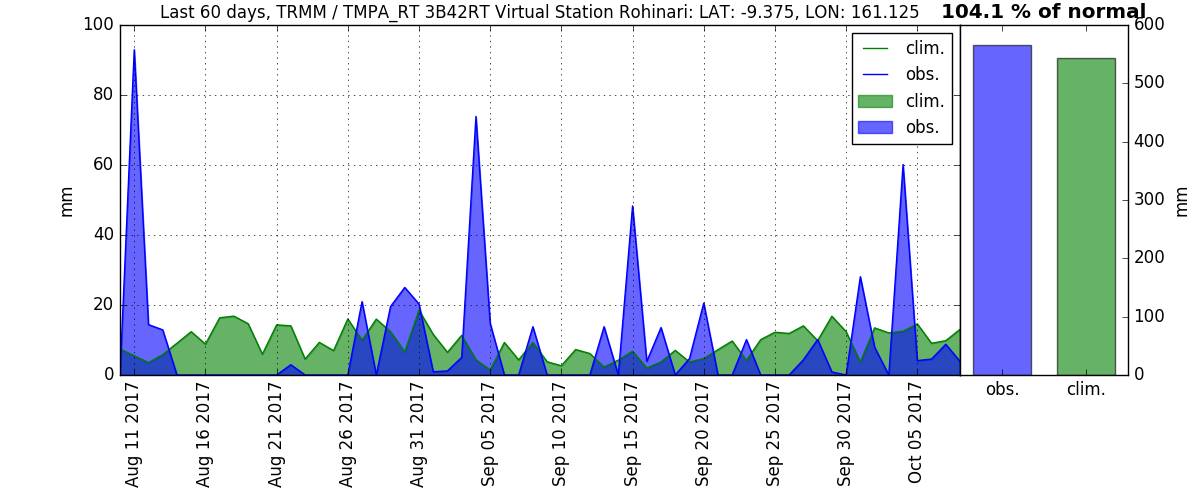 Last 60 days, TRMM / TMPA_RT 3B42RT Virtual Station Rohinari: LAT: -9.375, LON: 161.125
104.1 % of normal
mm
100
80
60
40
20
0
clim.
obs.
clim.
obs.
Aug 11 2017
Aug 16 2017
Aug 21 2017
Aug 26 2017
Aug 31 2017
Sep 05 2017
Sep 10 2017
Sep 15 2017
Sep 20 2017
Sep 25 2017
Sep 30 2017
Oct 05 2017
600
500
400
300
200
100
0
mm
obs.
clim.